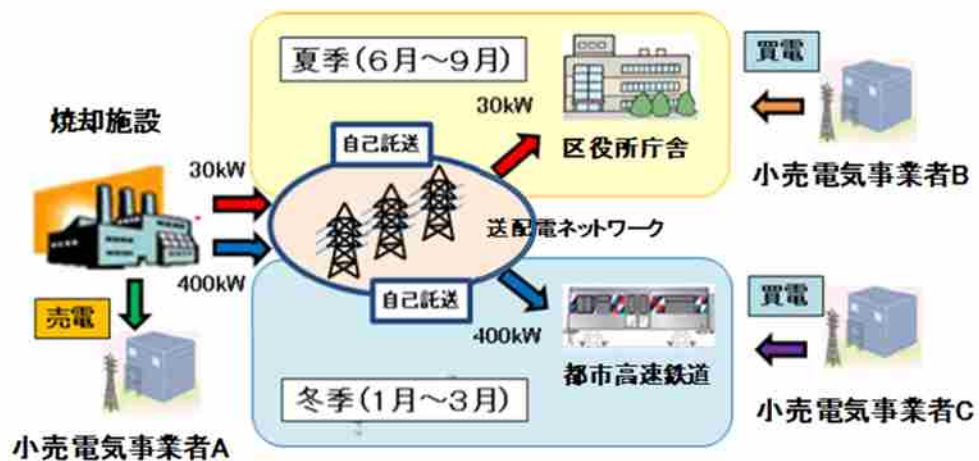 夏季(6月～9月)
買電
焼却施設
30kW
区役所庁舎
自己託送
30kW
小売電気事業者B
送配電ネットワーク
400kW
自己託送
売電
400kW
買電
都市高速鉄道
冬季(1月～3月)
小売電気事業者C
小売電気事業者A